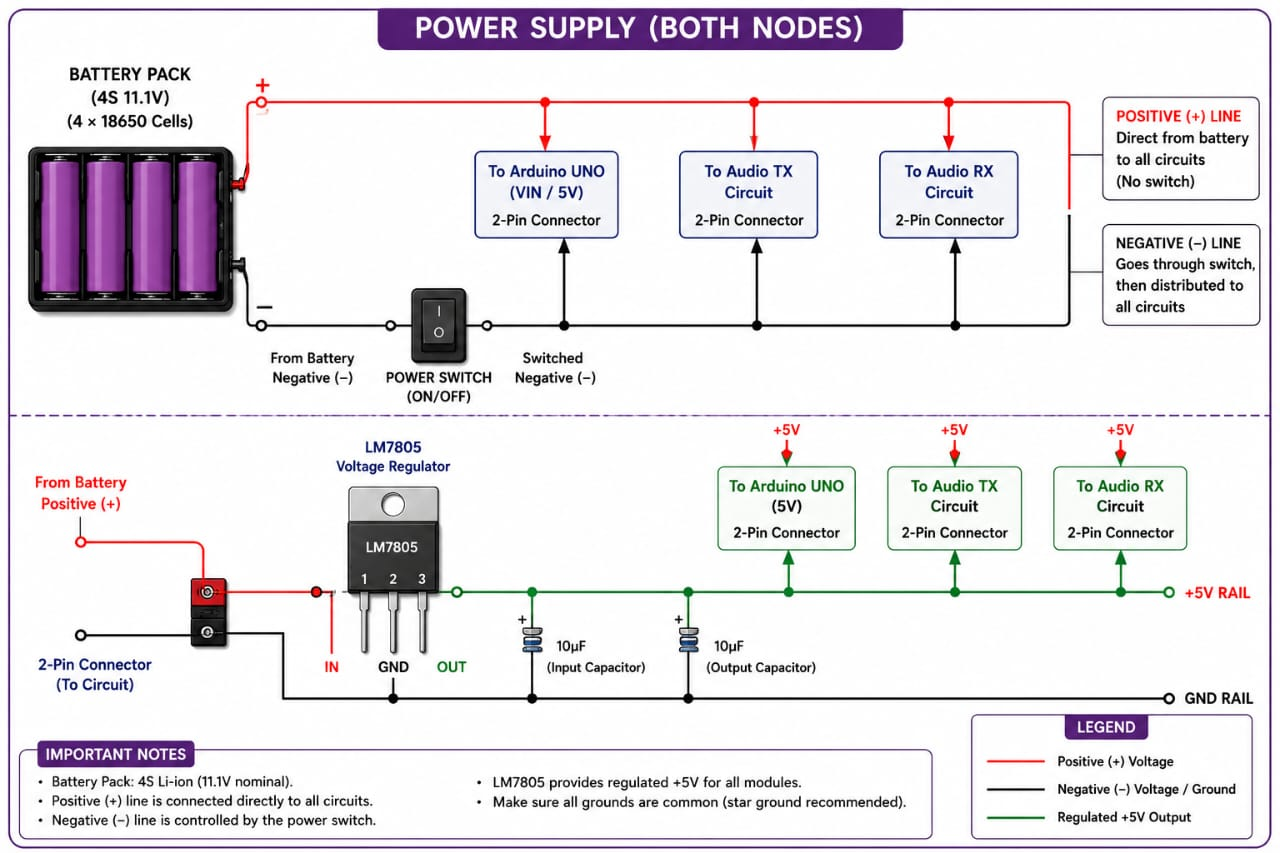 POWER SUPPLY (BOTH NODES)
BATTERY PACK
(4S 11.1V)
(4 × 18650 Cells)
+
−
To Arduino UNO
(VIN / 5V)
2-Pin Connector
To Audio TX
Circuit
2-Pin Connector
To Audio RX
Circuit
2-Pin Connector
POSITIVE (+) LINE
Direct from battery
to all circuits
(No switch)
NEGATIVE (−) LINE
Goes through switch,
then distributed to
all circuits
I
O
From Battery
Negative (−)
POWER SWITCH
(ON/OFF)
Switched
Negative (−)
From Battery
Positive (+)
2-Pin Connector
(To Circuit)
LM7805
Voltage Regulator
LM7805
1 2 3
IN
GND
OUT
+
10µF
(Input Capacitor)
+
10µF
(Output Capacitor)
+5V
To Arduino UNO
(5V)
2-Pin Connector
+5V
To Audio TX
Circuit
2-Pin Connector
+5V
To Audio RX
Circuit
2-Pin Connector
+5V RAIL
GND RAIL
IMPORTANT NOTES
• Battery Pack: 4S Li-ion (11.1V nominal).
• Positive (+) line is connected directly to all circuits.
• Negative (−) line is controlled by the power switch.
• LM7805 provides regulated +5V for all modules.
• Make sure all grounds are common (star ground recommended).
LEGEND
Positive (+) Voltage
Negative (−) Voltage / Ground
Regulated +5V Output